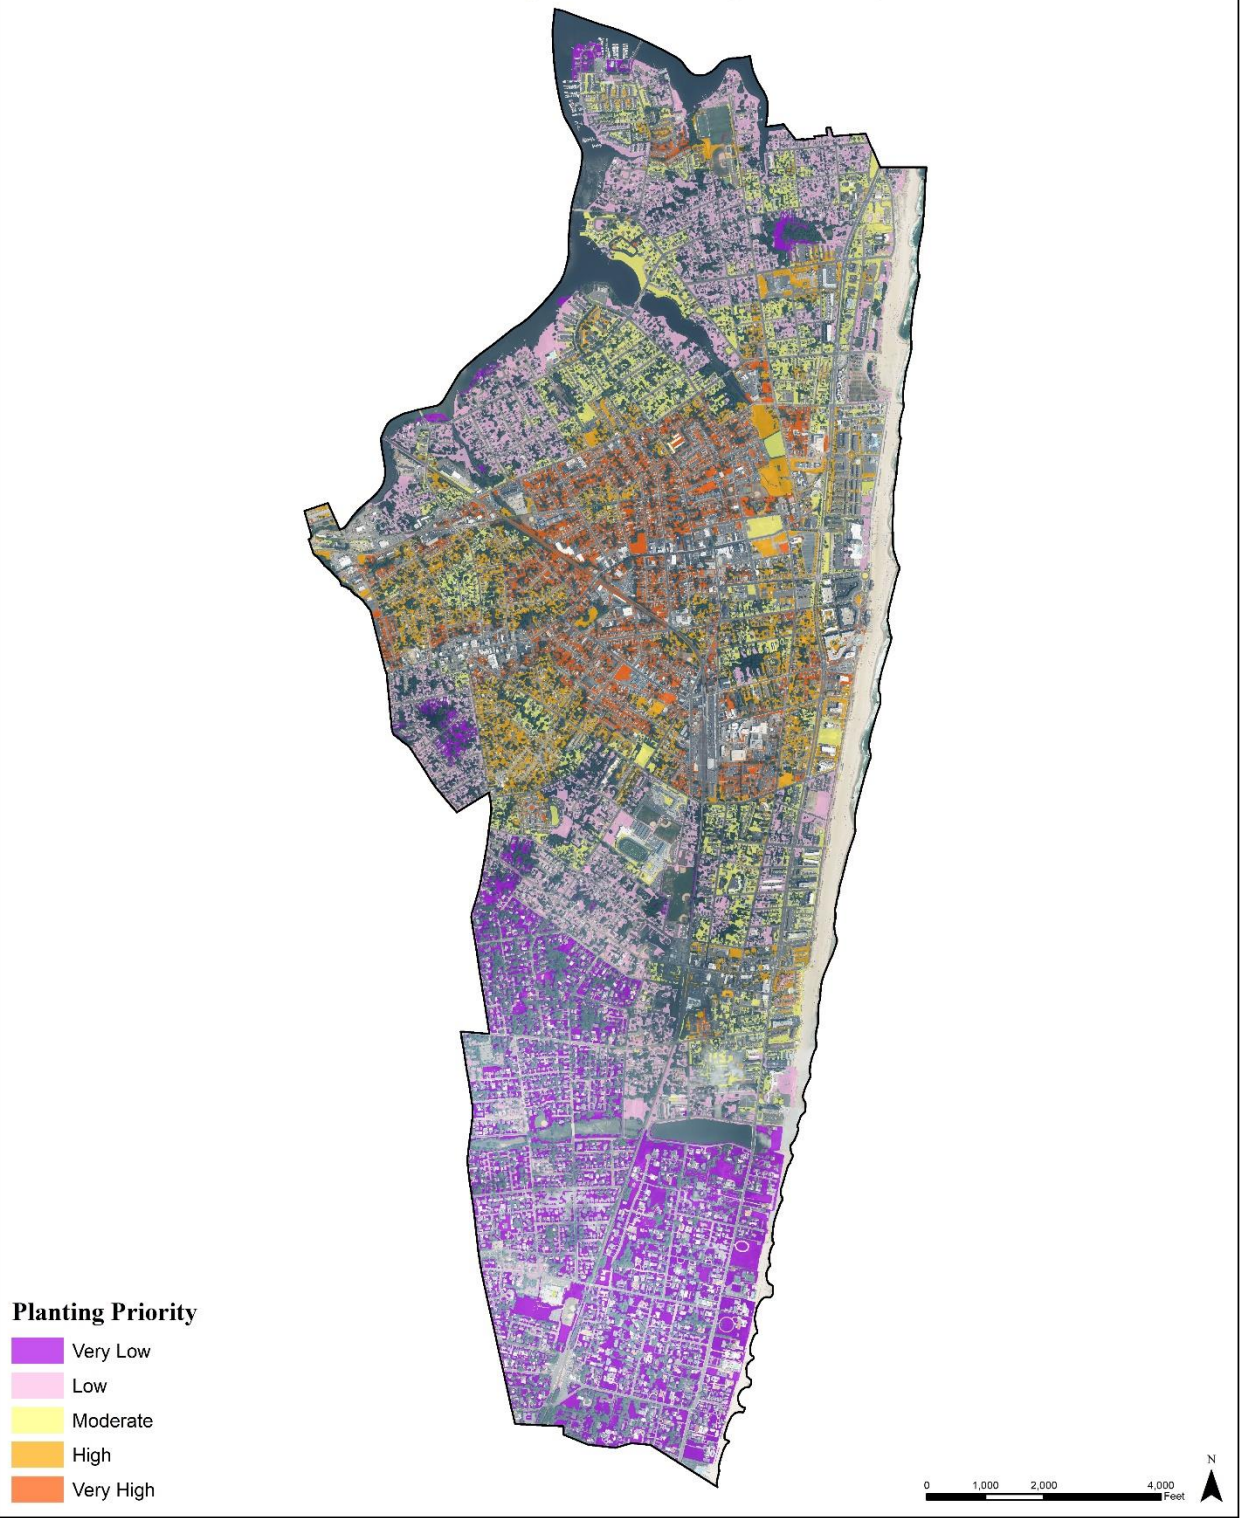 Planting Priority
Very Low
Low
Moderate
High
Very High
N
0 1,000 2,000 4,000
Feet